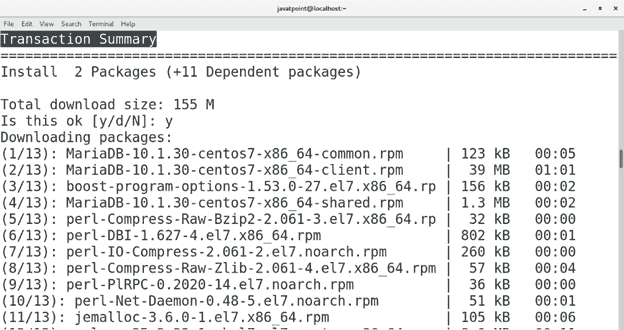 javatpoint@localhost:~
File Edit View Search Terminal Help
Transaction Summary
================================================================================
Install  2 Packages (+11 Dependent packages)
Total download size: 155 M
Is this ok [y/d/N]: y
Downloading packages:
(1/13): MariaDB-10.1.30-centos7-x86_64-common.rpm | 123 kB 00:05
(2/13): MariaDB-10.1.30-centos7-x86_64-client.rpm | 39 MB 01:01
(3/13): boost-program-options-1.53.0-27.el7.x86_64.rp | 156 kB 00:02
(4/13): MariaDB-10.1.30-centos7-x86_64-shared.rpm | 1.3 MB 00:02
(5/13): perl-Compress-Raw-Bzip2-2.061-3.el7.x86_64.rp | 32 kB 00:00
(6/13): perl-DBI-1.627-4.el7.x86_64.rpm | 802 kB 00:01
(7/13): perl-IO-Compress-2.061-2.el7.noarch.rpm | 260 kB 00:00
(8/13): perl-Compress-Raw-Zlib-2.061-4.el7.x86_64.rpm | 57 kB 00:04
(9/13): perl-PlRPC-0.2020-14.el7.noarch.rpm | 36 kB 00:00
(10/13): perl-Net-Daemon-0.48-5.el7.noarch.rpm | 51 kB 00:01
(11/13): jemalloc-3.6.0-1.el7.x86_64.rpm | 105 kB 00:06